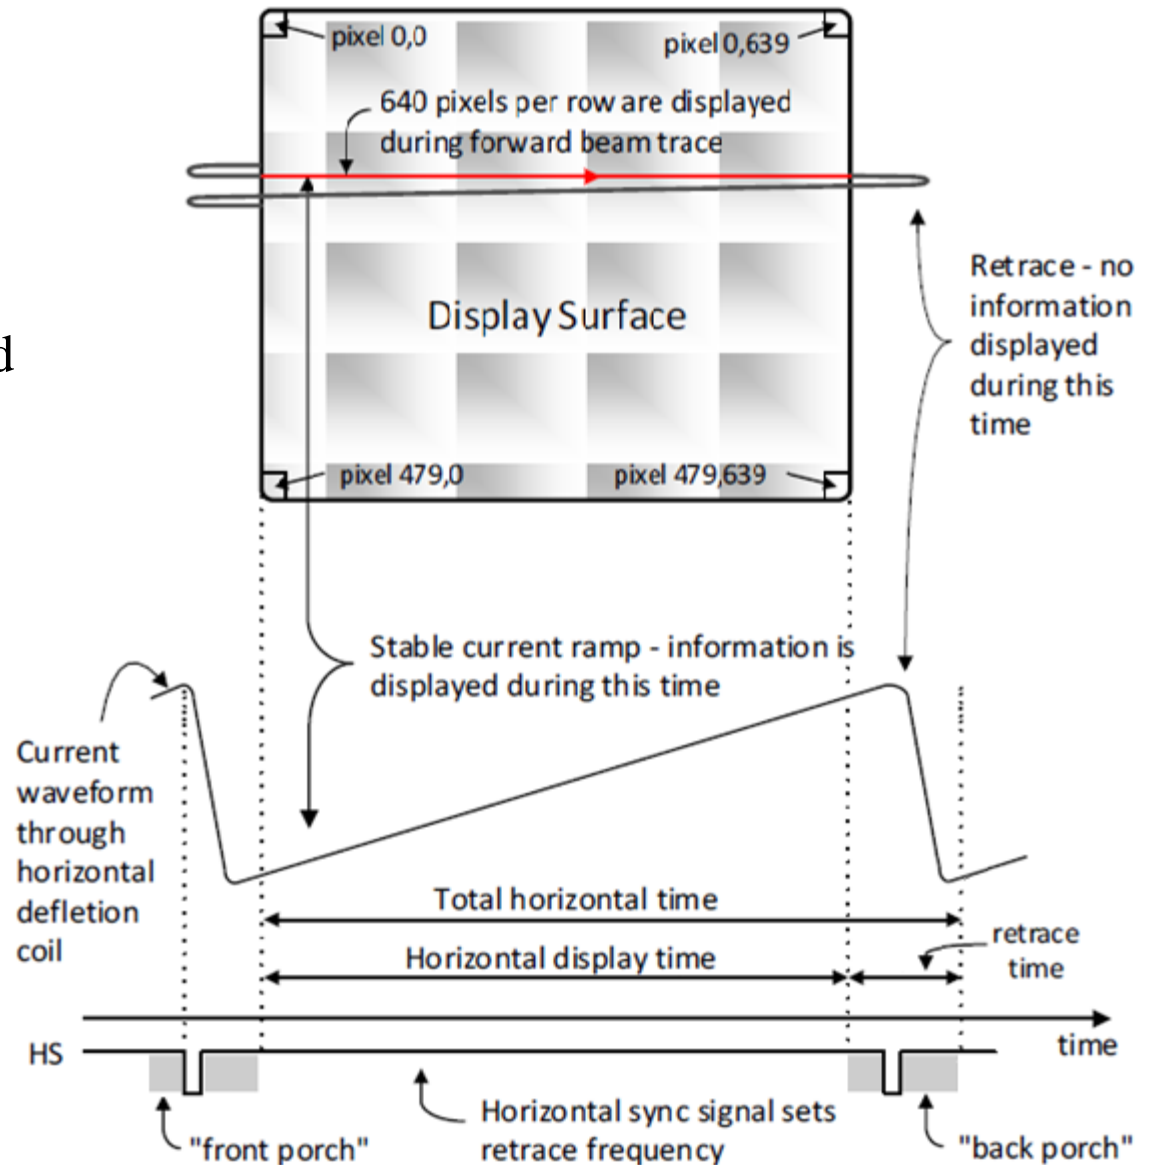 pixel 0,0
pixel 0,639
640 pixels per row are displayed
during forward beam trace
Display Surface
pixel 479,0
pixel 479,639
d
Retrace - no
information
displayed
during this
time
Stable current ramp - information is
displayed during this time
Current
waveform
through
horizontal
defletion
coil
Total horizontal time
Horizontal display time
retrace
time
time
HS
"front porch"
Horizontal sync signal sets
retrace frequency
"back porch"